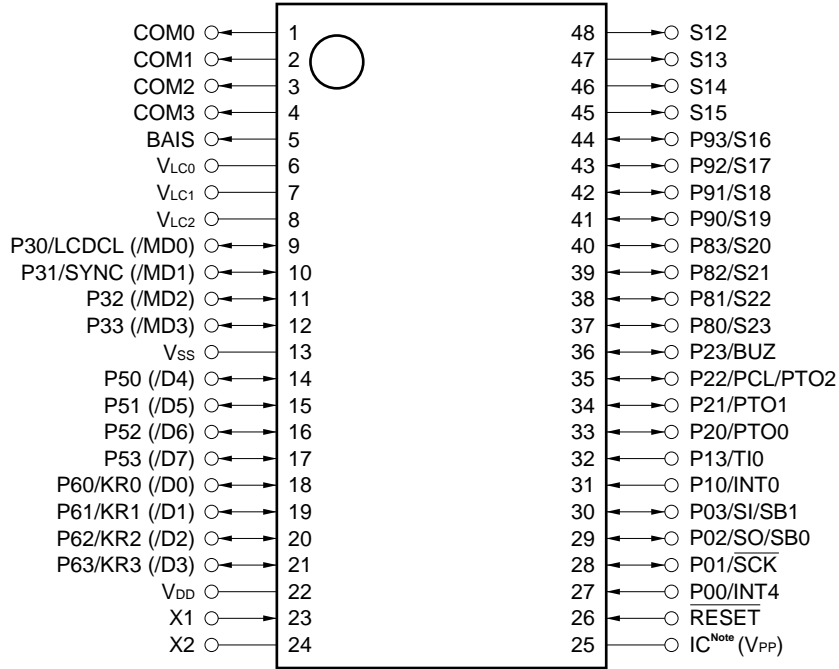 COM0 1 48 S12
COM1 2 47 S13
COM2 3 46 S14
COM3 4 45 S15
BAIS 5 44 P93/S16
VLC0 6 43 P92/S17
VLC1 7 42 P91/S18
VLC2 8 41 P90/S19
P30/LCDCL (/MD0) 9 40 P83/S20
P31/SYNC (/MD1) 10 39 P82/S21
P32 (/MD2) 11 38 P81/S22
P33 (/MD3) 12 37 P80/S23
VSS 13 36 P23/BUZ
P50 (/D4) 14 35 P22/PCL/PTO2
P51 (/D5) 15 34 P21/PTO1
P52 (/D6) 16 33 P20/PTO0
P53 (/D7) 17 32 P13/TI0
P60/KR0 (/D0) 18 31 P10/INT0
P61/KR1 (/D1) 19 30 P03/SI/SB1
P62/KR2 (/D2) 20 29 P02/SO/SB0
P63/KR3 (/D3) 21 28 P01/SCK
VDD 22 27 P00/INT4
X1 23 26 RESET
X2 24 25 IC Note (VPP)